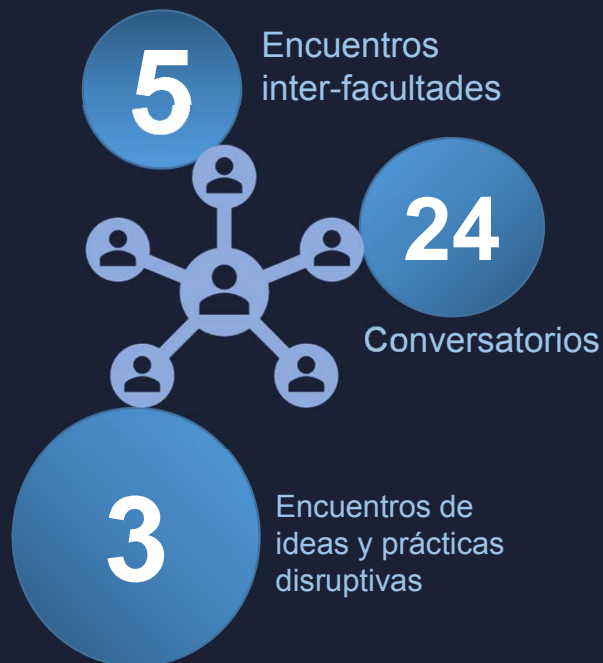 5
Encuentros
inter-facultades
24
Conversatorios
3
Encuentros de
ideas y prácticas
disruptivas